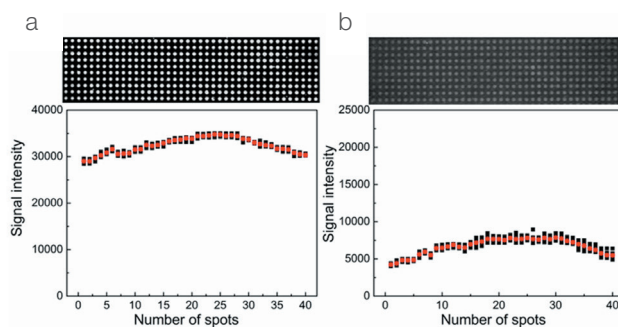 a
b
40000
30000
20000
10000
0
Signal intensity
0 5 10 15 20 25 30 35 40
Number of spots
25000
20000
15000
10000
5000
0
Signal intensity
0 10 20 30 40
Number of spots